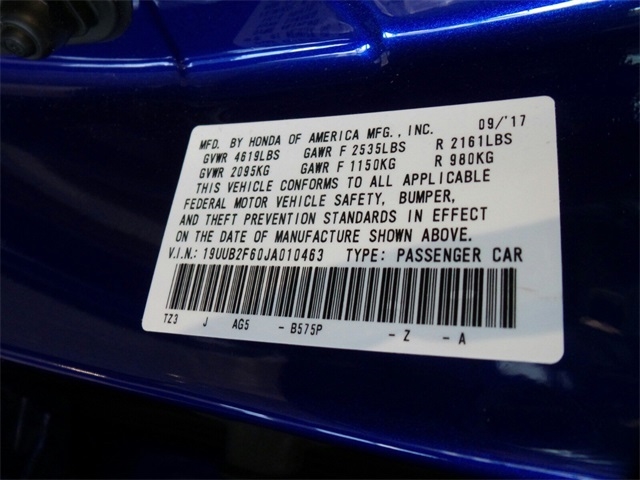 MFD. BY HONDA OF AMERICA MFG., INC. 09/'17
GVWR 4619LBS GAWR F 2535LBS R 2161LBS
GVWR 2095KG GAWR F 1150KG R 980KG
THIS VEHICLE CONFORMS TO ALL APPLICABLE
FEDERAL MOTOR VEHICLE SAFETY, BUMPER,
AND THEFT PREVENTION STANDARDS IN EFFECT
ON THE DATE OF MANUFACTURE SHOWN ABOVE.
V.I.N.: 19UUB2F60JA010463 TYPE: PASSENGER CAR
TZ3 J AG5 - B575P - Z - A